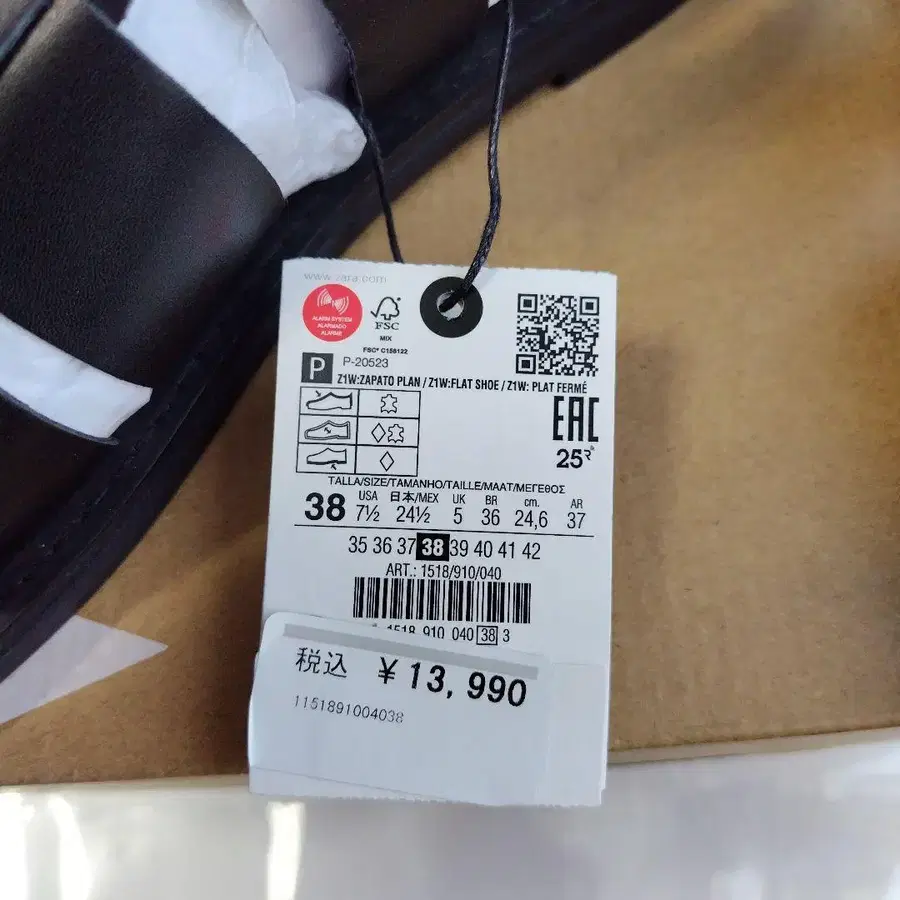 www.zara.com
ALARM SYSTEM
ALARMADO
ALARME
FSC
MIX
FSC® C156122
P P-20523
Z1W:ZAPATO PLAN / Z1W:FLAT SHOE / Z1W: PLAT FERMÉ
EAC
25
TALLA/SIZE/TAMANHO/TAILLE/MAAT/ΜΕΓΕΘΟΣ
38 USA 7½ 日本/MEX 24½ UK 5 BR 36 cm. 24,6 AR 37
35 36 37 38 39 40 41 42
ART.: 1518/910/040
1518 910 040 38 3
税込 ¥13,990
1151891004038